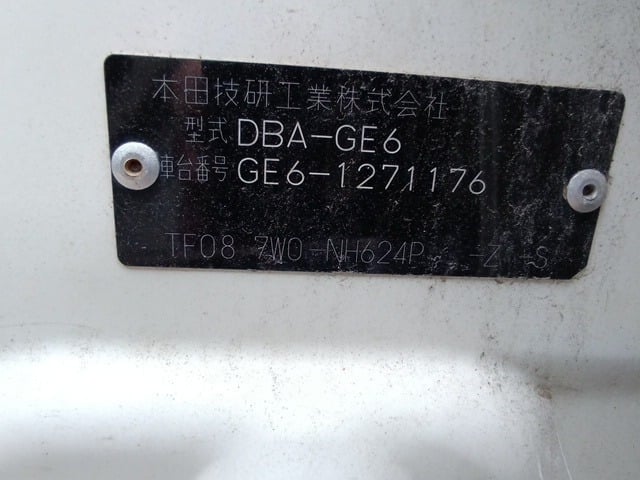 本田技研工業株式会社
型式 DBA-GE6
車台番号 GE6-1271176
TF08 7W0-NH624P -Z -S